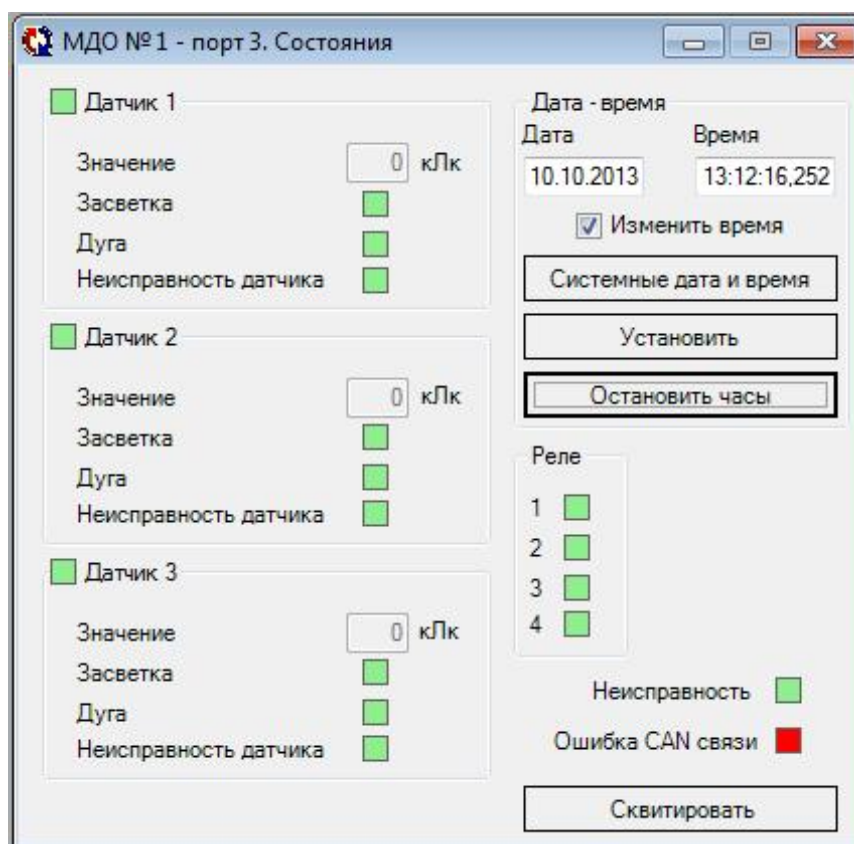 МДО №1 - порт 3. Состояния
Датчик 1
Значение 0 кЛк
Засветка
Дуга
Неисправность датчика
Датчик 2
Значение 0 кЛк
Засветка
Дуга
Неисправность датчика
Датчик 3
Значение 0 кЛк
Засветка
Дуга
Неисправность датчика
Дата - время
Дата Время
10.10.2013 13:12:16,252
Изменить время
Системные дата и время
Установить
Остановить часы
Реле
1
2
3
4
Неисправность
Ошибка CAN связи
Сквитировать